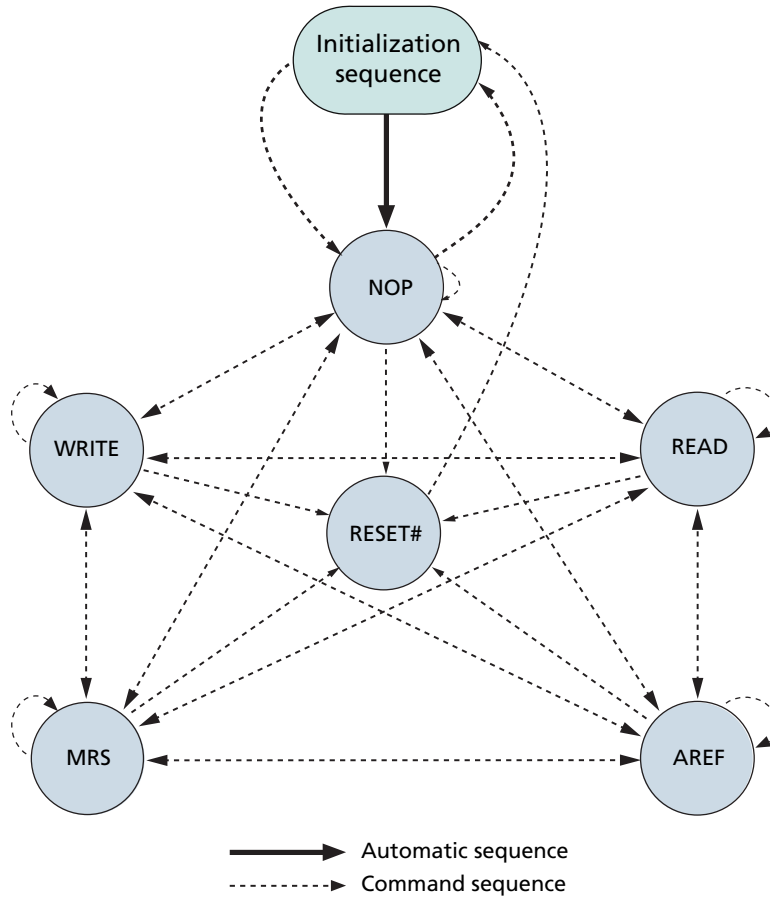 Initialization
sequence
NOP
WRITE
READ
RESET#
MRS
AREF
Automatic sequence
Command sequence